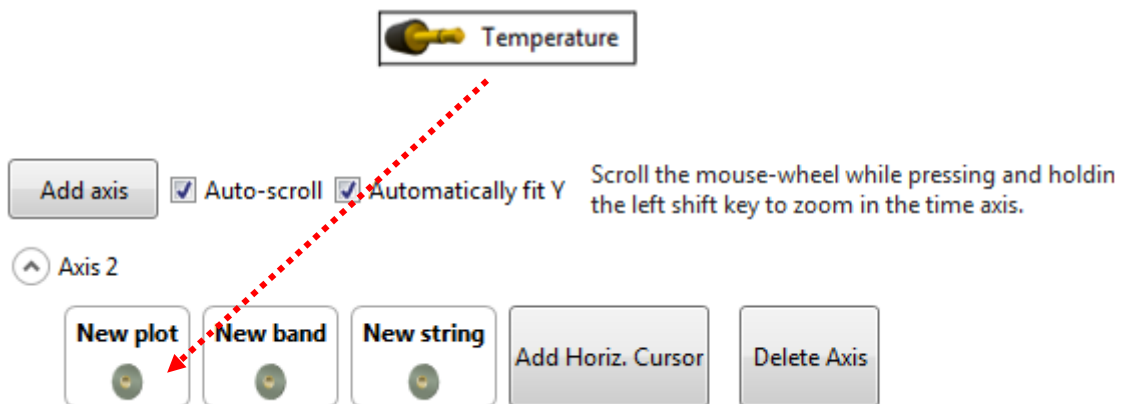 Temperature
Add axis
Auto-scroll
Automatically fit Y
Scroll the mouse-wheel while pressing and holdin
the left shift key to zoom in the time axis.
Axis 2
New plot
New band
New string
Add Horiz. Cursor
Delete Axis